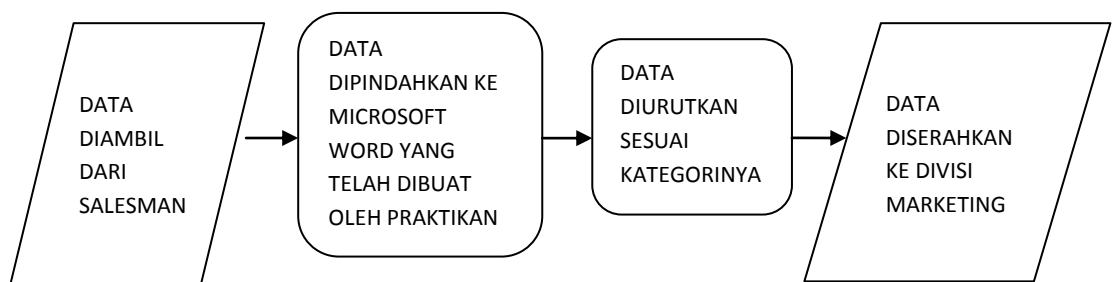 DATA
DIAMBIL
DARI
SALESMAN
DATA
DIPINDAHKAN KE
MICROSOFT
WORD YANG
TELAH DIBUAT
OLEH PRAKTIKAN
DATA
DIURUTKAN
SESUAI
KATEGORINYA
DATA
DISERAHKAN
KE DIVISI
MARKETING